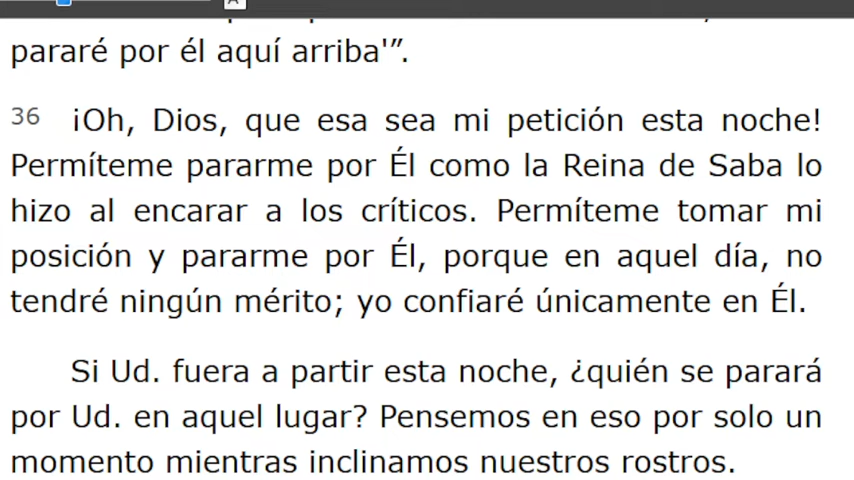 pararé por él aquí arriba'”.
36 ¡Oh, Dios, que esa sea mi petición esta noche!
Permíteme pararme por Él como la Reina de Saba lo
hizo al encarar a los críticos. Permíteme tomar mi
posición y pararme por Él, porque en aquel día, no
tendré ningún mérito; yo confiaré únicamente en Él.
Si Ud. fuera a partir esta noche, ¿quién se parará
por Ud. en aquel lugar? Pensemos en eso por solo un
momento mientras inclinamos nuestros rostros.